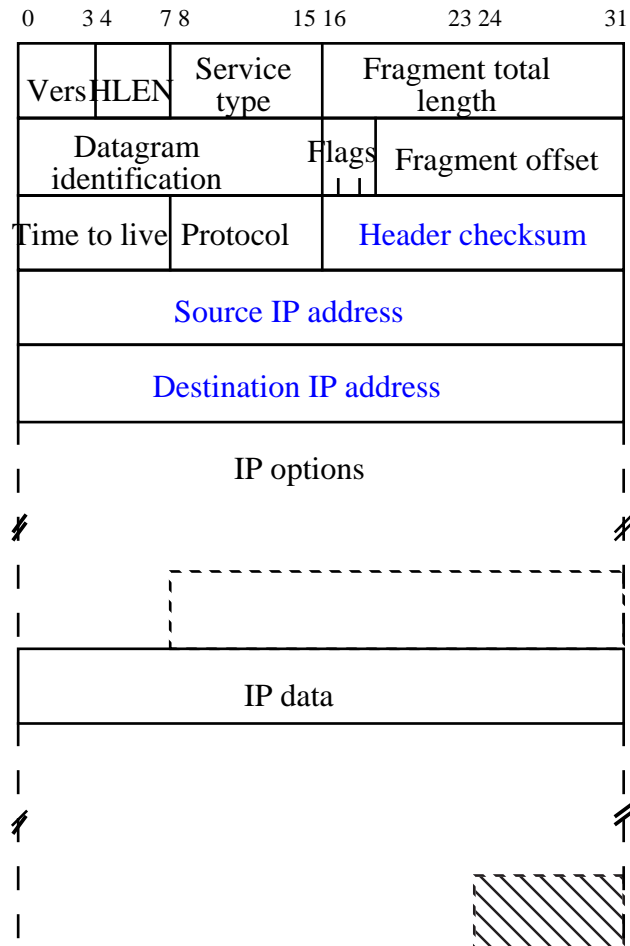 0 3 4 7 8 15 16 23 24 31
Vers HLEN Service type Fragment total length
Datagram identification Flags Fragment offset
Time to live Protocol Header checksum
Source IP address
Destination IP address
IP options
IP data